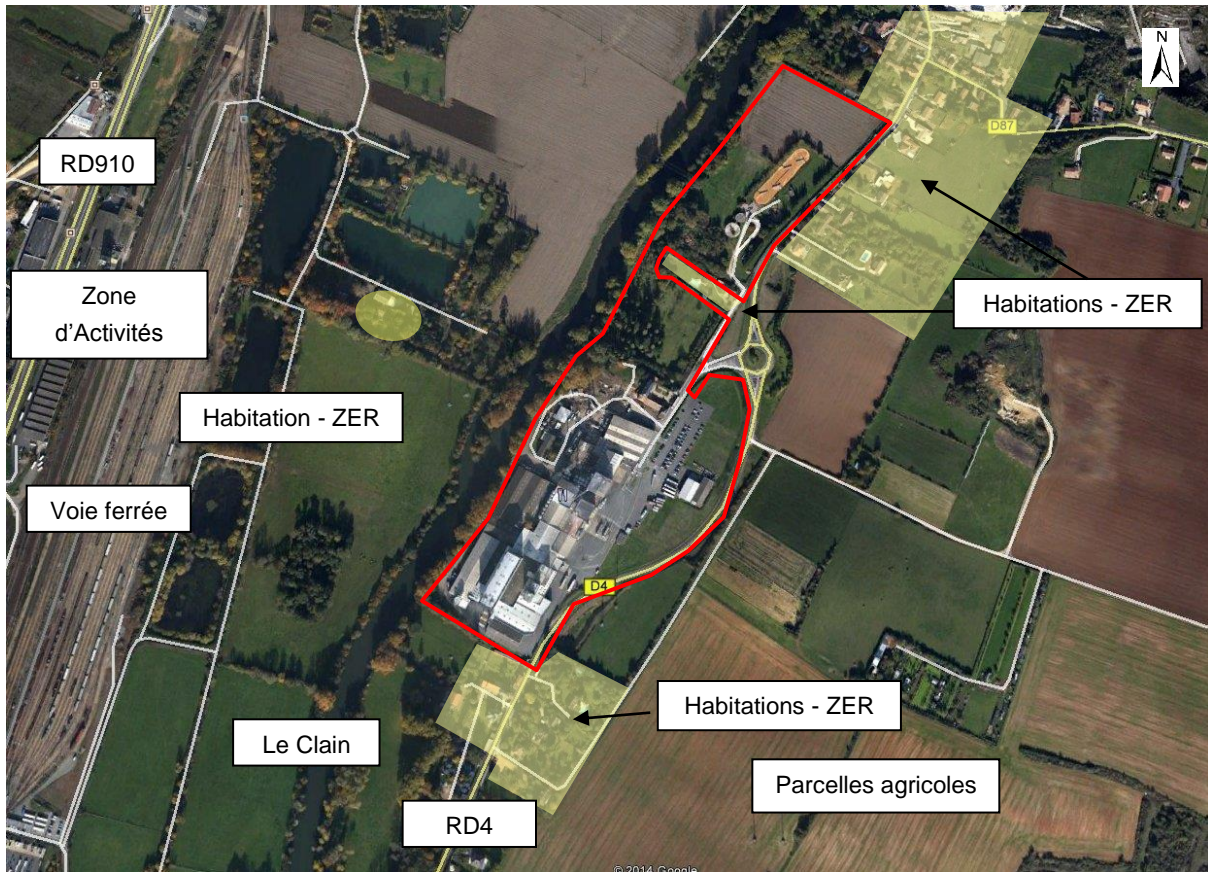 N
RD910
D87
Zone
d'Activités
Habitations - ZER
Habitation - ZER
Voie ferrée
D4
Habitations - ZER
Le Clain
Parcelles agricoles
RD4
© 2014 Google